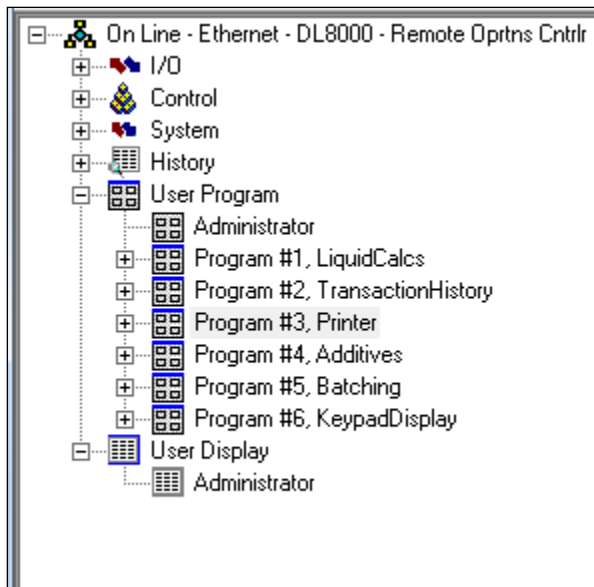 On Line - Ethernet - DL8000 - Remote Oprtns Cntrlr
I/O
Control
System
History
User Program
Administrator
Program #1, LiquidCalcs
Program #2, TransactionHistory
Program #3, Printer
Program #4, Additives
Program #5, Batching
Program #6, KeypadDisplay
User Display
Administrator